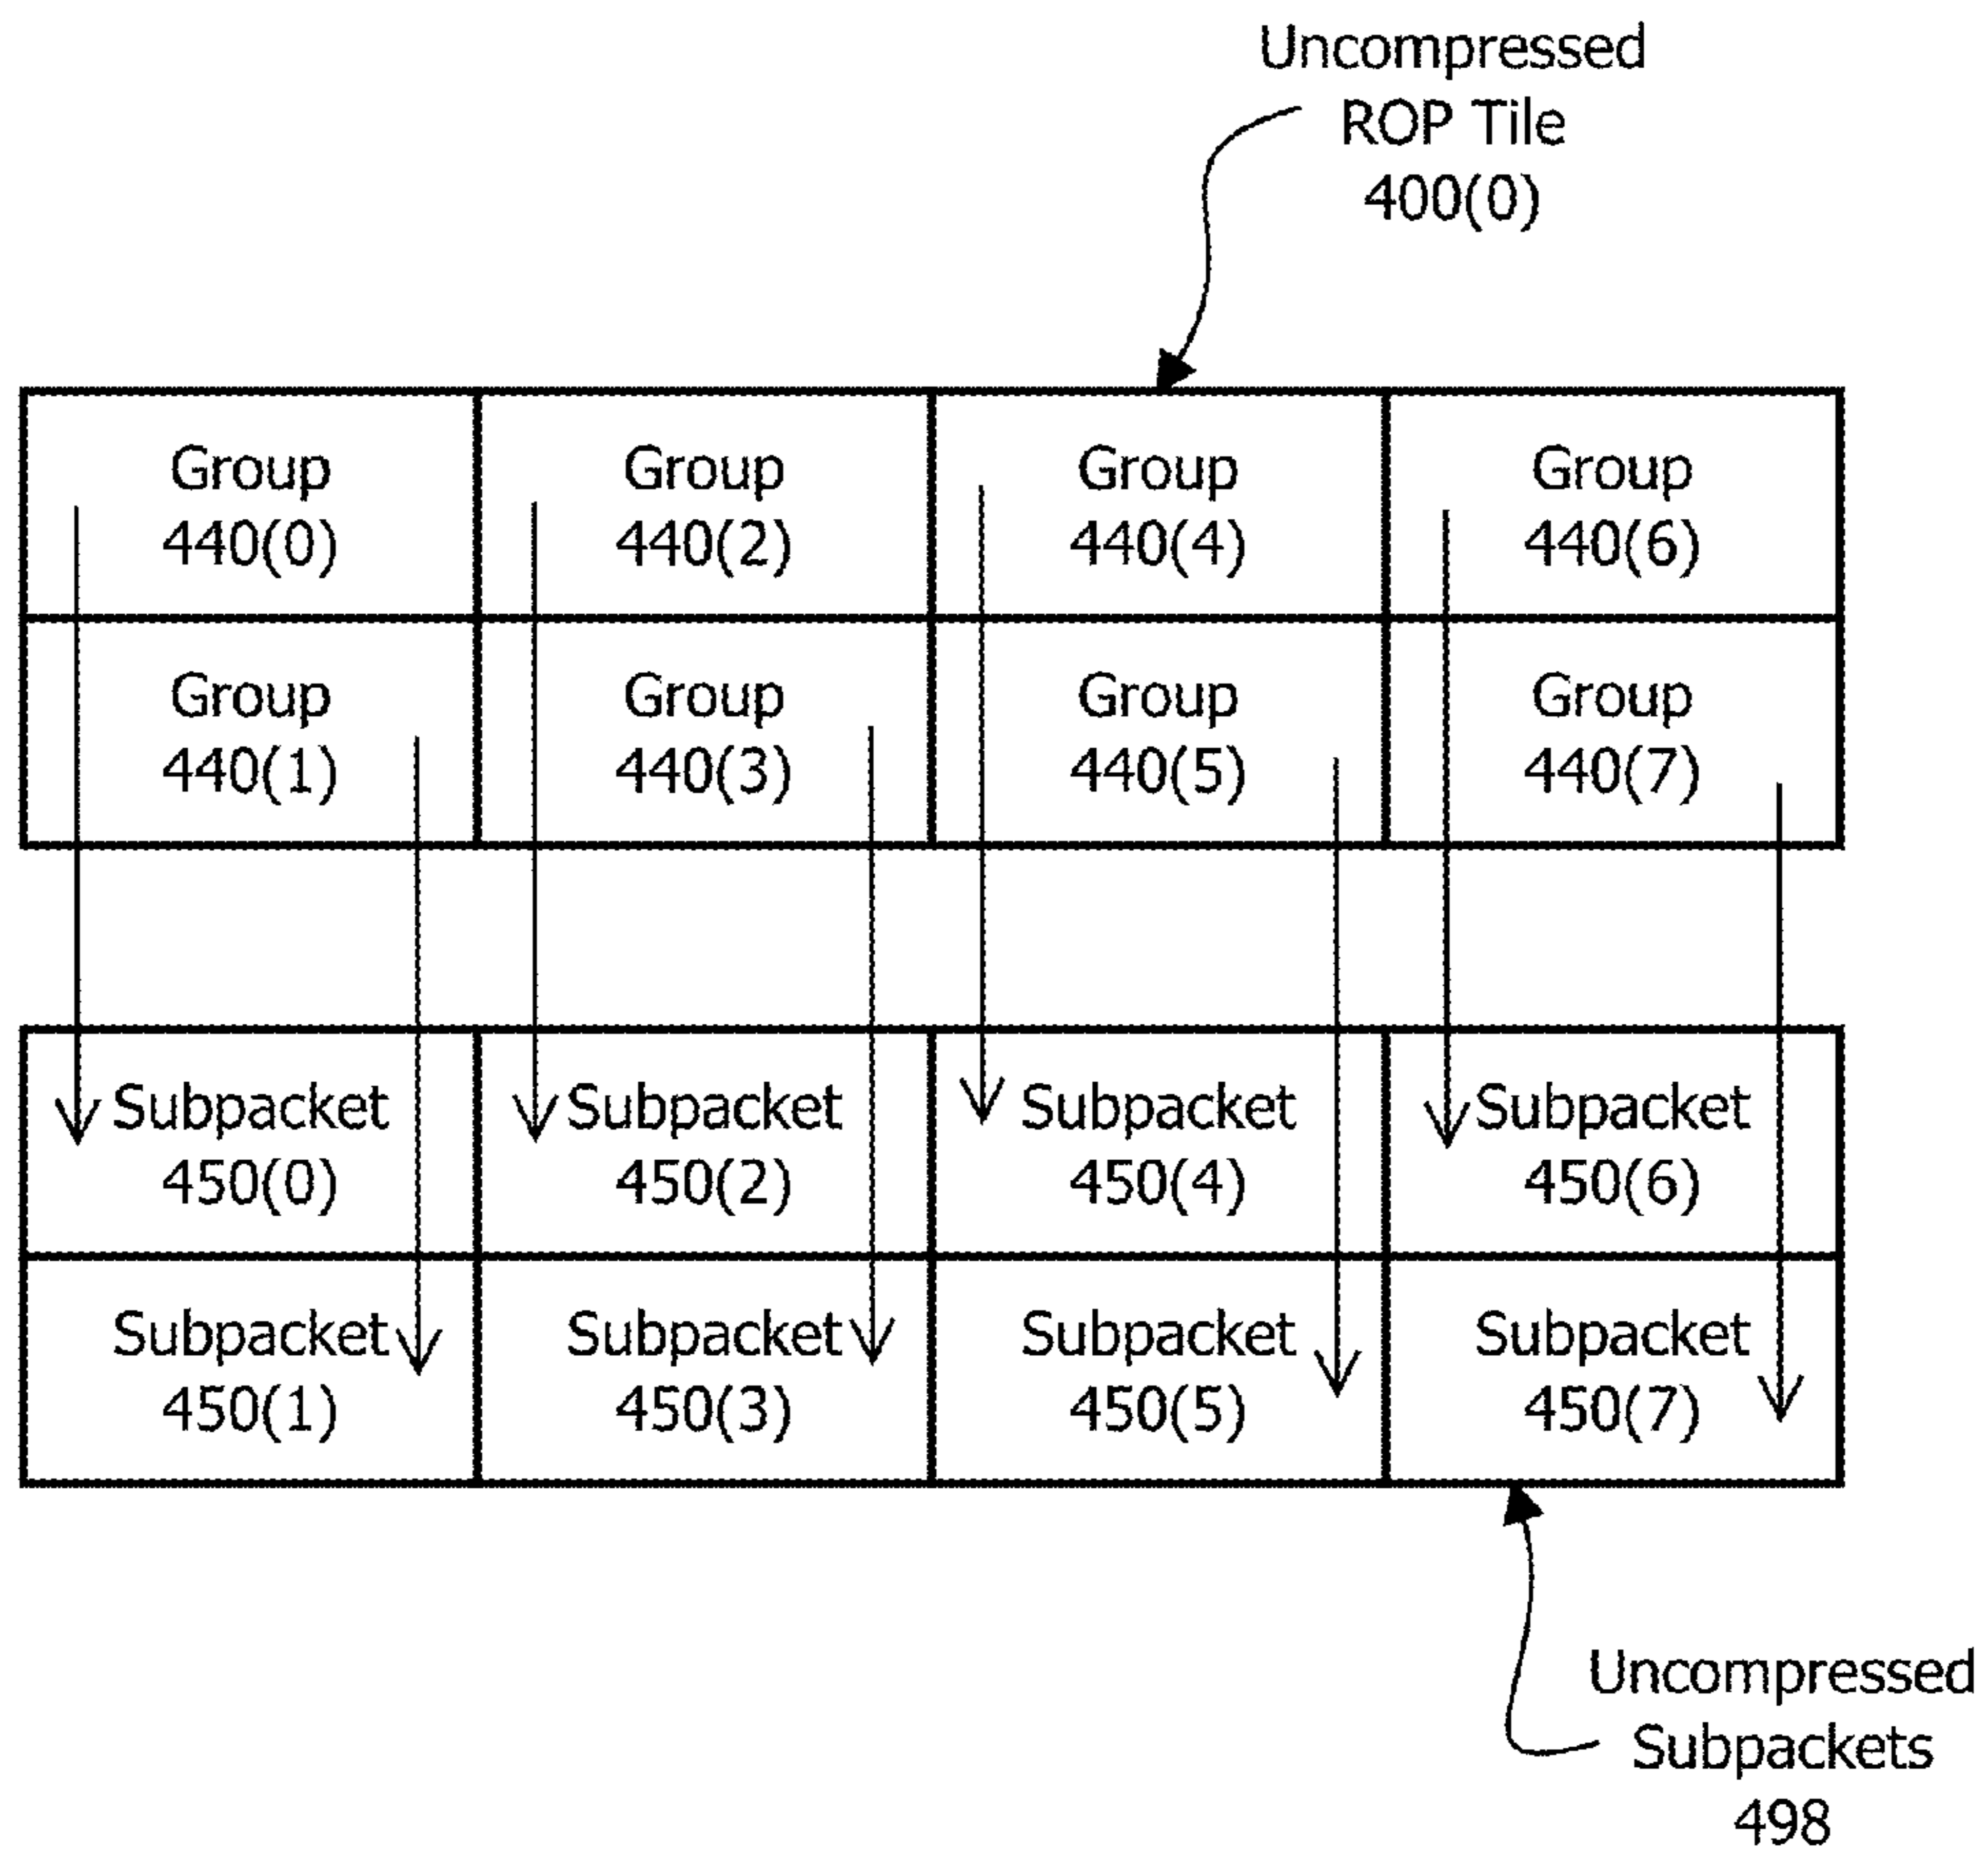 Uncompressed
ROP Tile
400(0)
Group
440(0)
Group
440(2)
Group
440(4)
Group
440(6)
Group
440(1)
Group
440(3)
Group
440(5)
Group
440(7)
Subpacket
450(0)
Subpacket
450(2)
Subpacket
450(4)
Subpacket
450(6)
Subpacket
450(1)
Subpacket
450(3)
Subpacket
450(5)
Subpacket
450(7)
Uncompressed
Subpackets
498